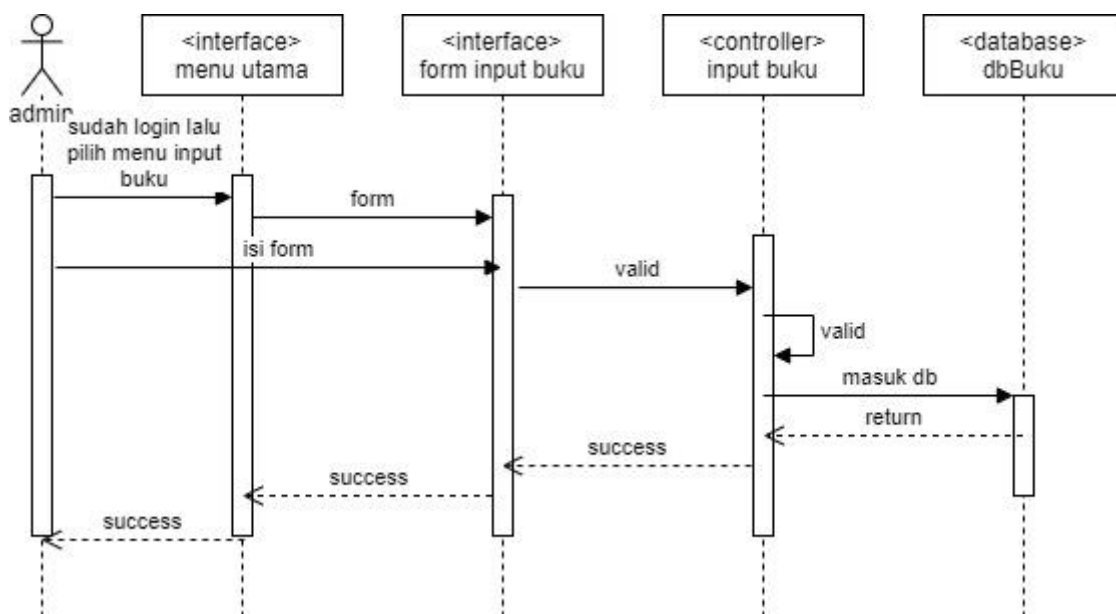 <interface>
menu utama
<interface>
form input buku
<controller>
input buku
<database>
dbBuku
admin
sudah login lalu
pilih menu input
buku
form
isi form
valid
valid
masuk db
return
success
success
success